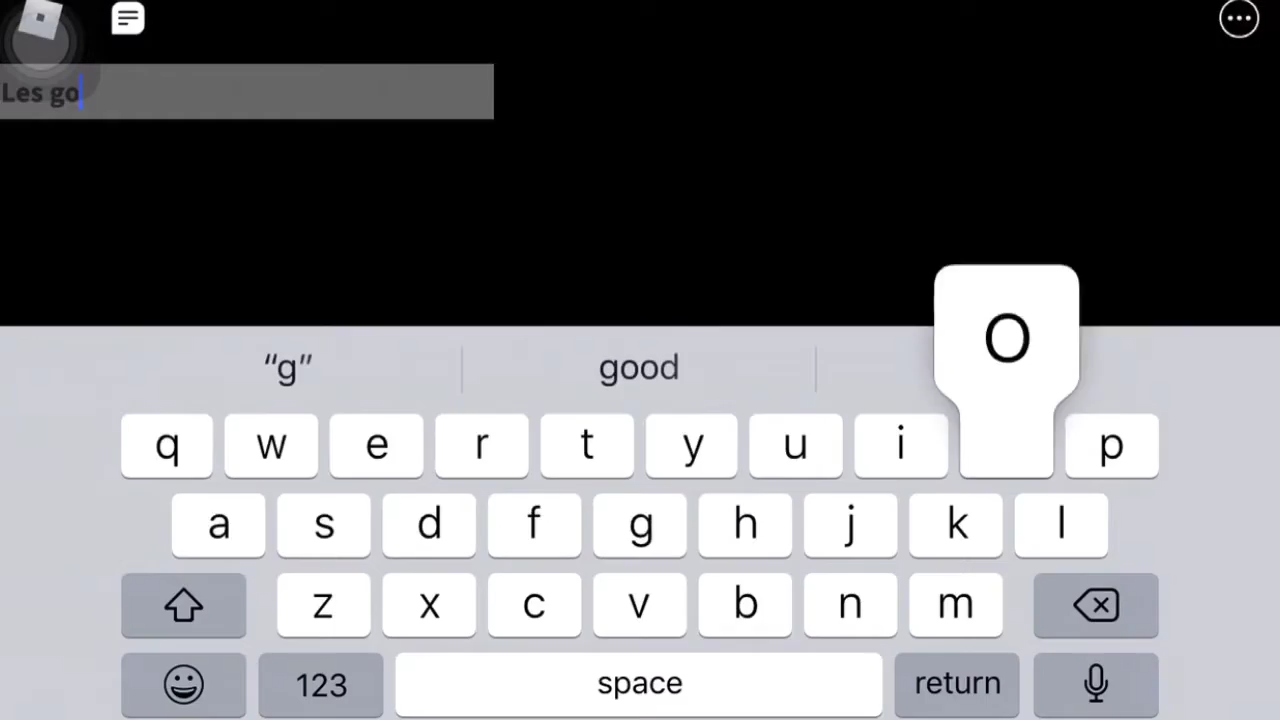 Les go
“g” good
O
q w e r t y u i p
a s d f g h j k l
z x c v b n m
123 space return